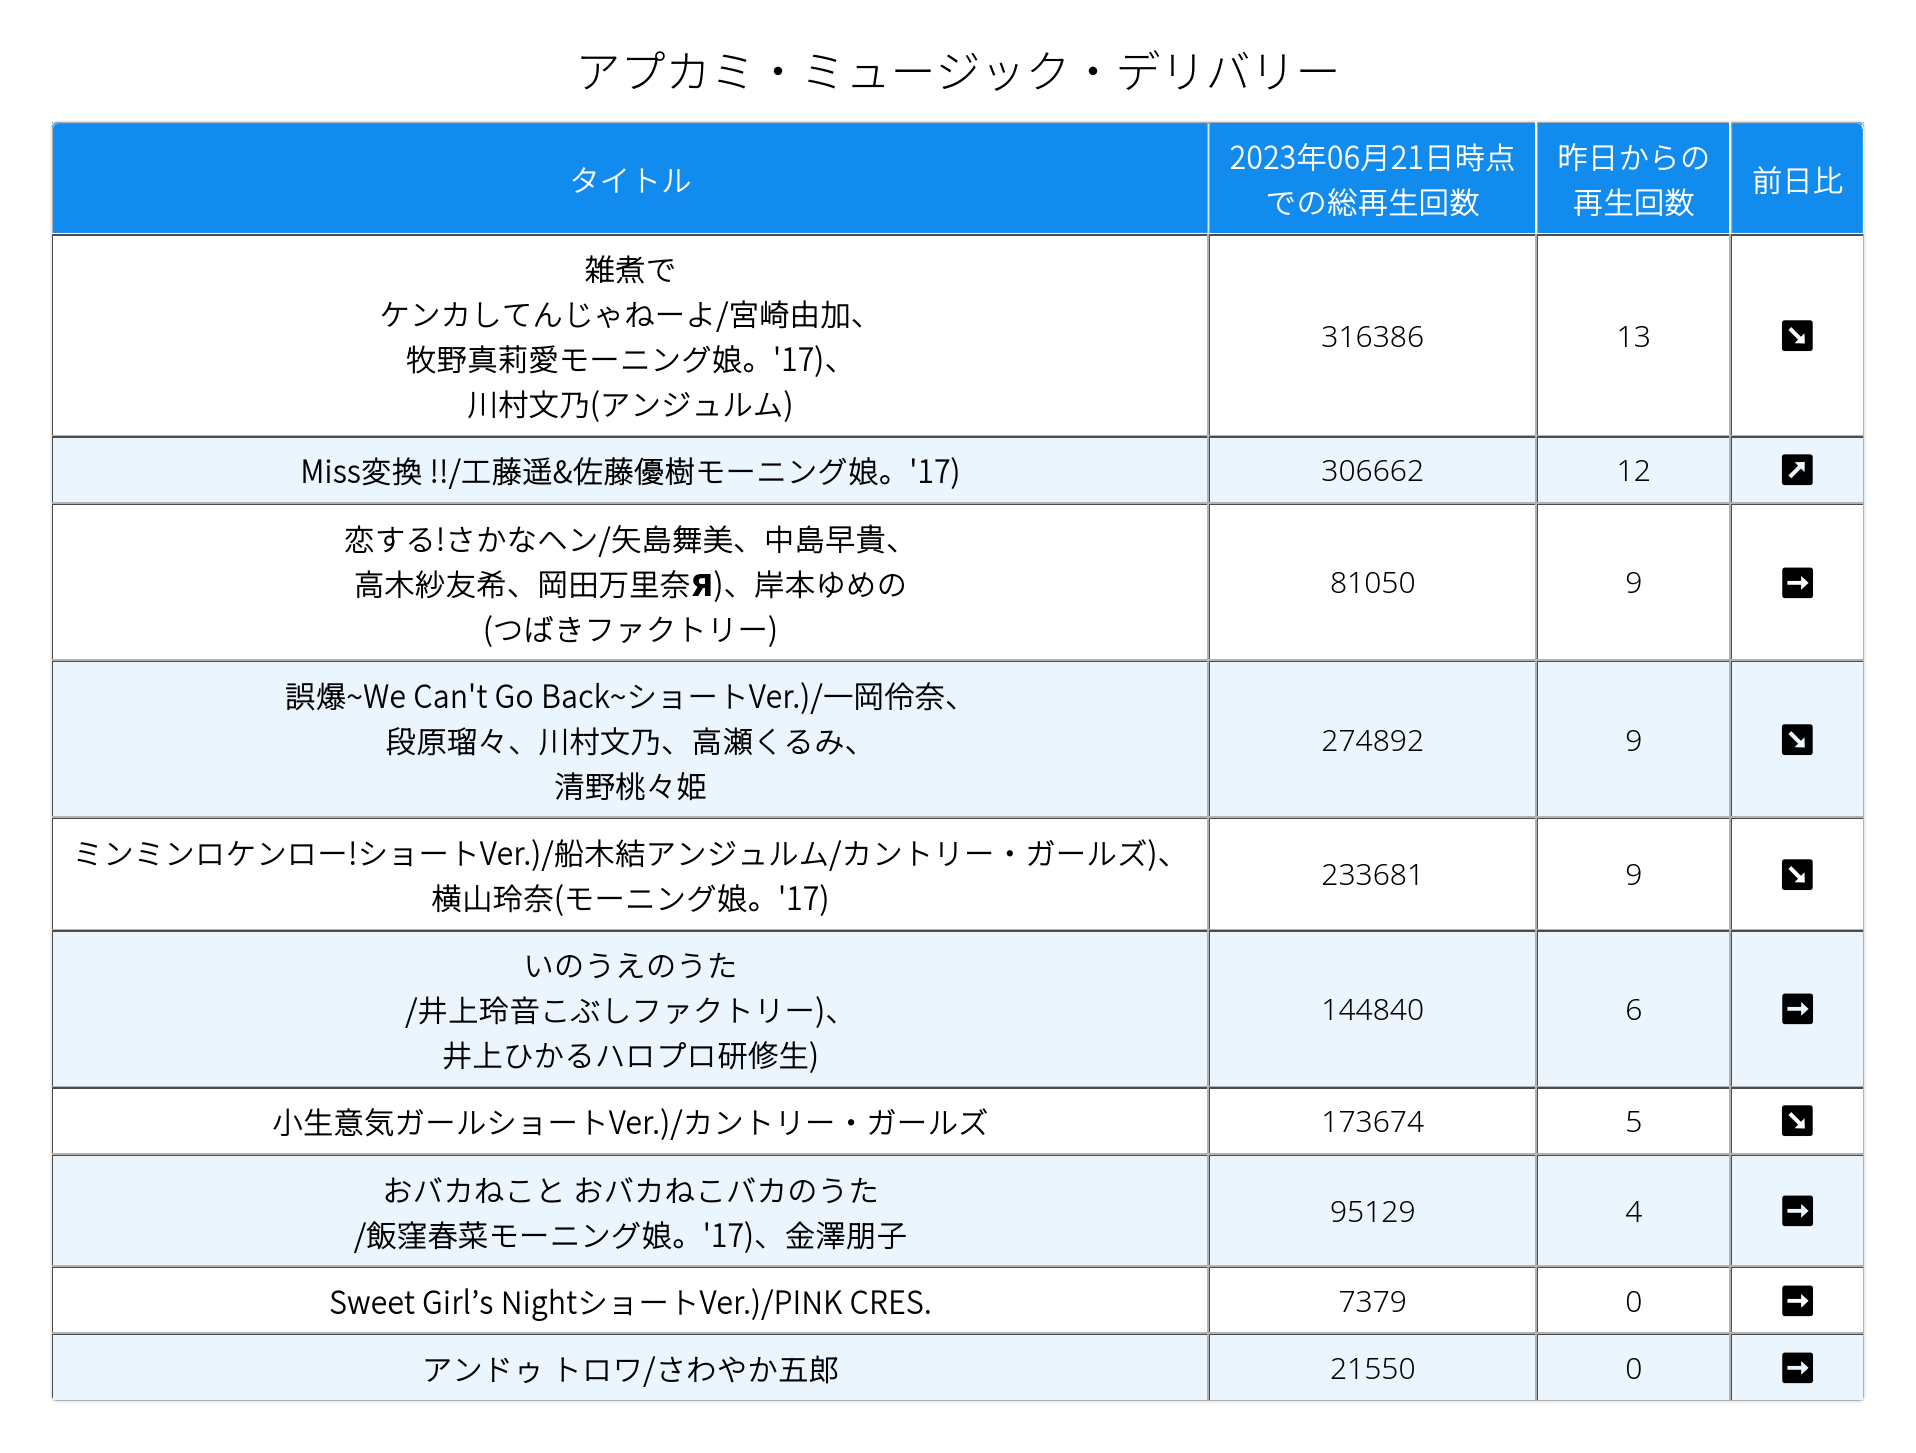 アプカミ・ミュージック・デリバリー
タイトル
2023年06月21日時点
での総再生回数
昨日からの
再生回数
前日比
雑煮で
ケンカしてんじゃねーよ/宮崎由加、
牧野真莉愛モーニング娘。'17)、
川村文乃(アンジュルム)
316386
13
↘
Miss変換 !!/工藤遥&佐藤優樹モーニング娘。'17)
306662
12
↗
恋する!さかなヘン/矢島舞美、中島早貴、
高木紗友希、岡田万里奈Я)、岸本ゆめの
(つばきファクトリー)
81050
9
➡
誤爆~We Can't Go Back~ショートVer.)/一岡伶奈、
段原瑠々、川村文乃、高瀬くるみ、
清野桃々姫
274892
9
↘
ミンミンロケンロー!ショートVer.)/船木結アンジュルム/カントリー・ガールズ)、
横山玲奈(モーニング娘。'17)
233681
9
↘
いのうえのうた
/井上玲音こぶしファクトリー)、
井上ひかるハロプロ研修生)
144840
6
➡
小生意気ガールショートVer.)/カントリー・ガールズ
173674
5
↘
おバカねこと おバカねこバカのうた
/飯窪春菜モーニング娘。'17)、金澤朋子
95129
4
➡
Sweet Girl’s NightショートVer.)/PINK CRES.
7379
0
➡
アンドゥ トロワ/さわやか五郎
21550
0
➡